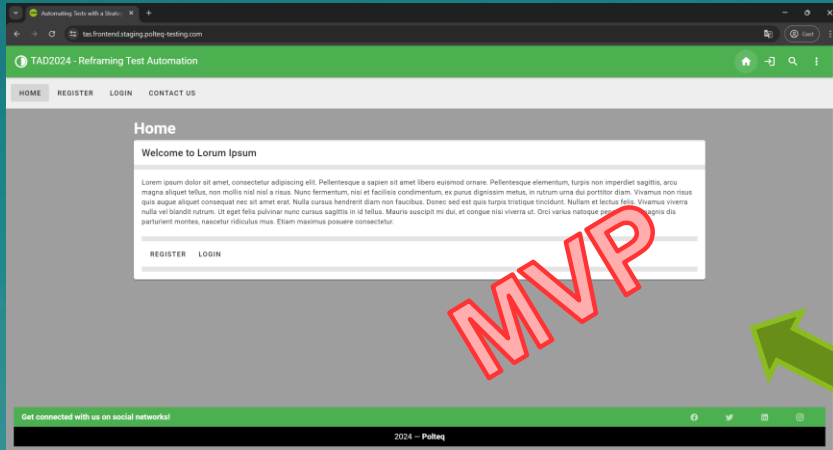 Automating Tests with a Strateg
tas.frontend.staging.polteq-testing.com
Guest
TAD2024 - Reframing Test Automation
HOME REGISTER LOGIN CONTACT US
Home
Welcome to Lorum Ipsum
Lorem ipsum dolor sit amet, consectetur adipiscing elit. Pellentesque a sapien sit amet libero euismod ornare. Pellentesque elementum, turpis non imperdiet sagittis, arcu
magna aliquet tellus, non mollis nisl nisl a risus. Nunc fermentum, nisi et facilisis condimentum, ex purus dignissim metus, in rutrum urna dui porttitor diam. Vivamus non risus
quis augue aliquet consequat nec sit amet erat. Nulla cursus hendrerit diam non faucibus. Donec sed est quis turpis tristique tincidunt. Nullam et lectus felis. Vivamus viverra
nulla vel blandit rutrum. Ut eget felis pulvinar nunc cursus sagittis in id tellus. Mauris suscipit mi dui, et congue nisi viverra ut. Orci varius natoque magnis dis
parturient montes, nascetur ridiculus mus. Etiam maximus posuere consectetur.
REGISTER LOGIN
MVP
Get connected with us on social networks!
2024 — Polteq